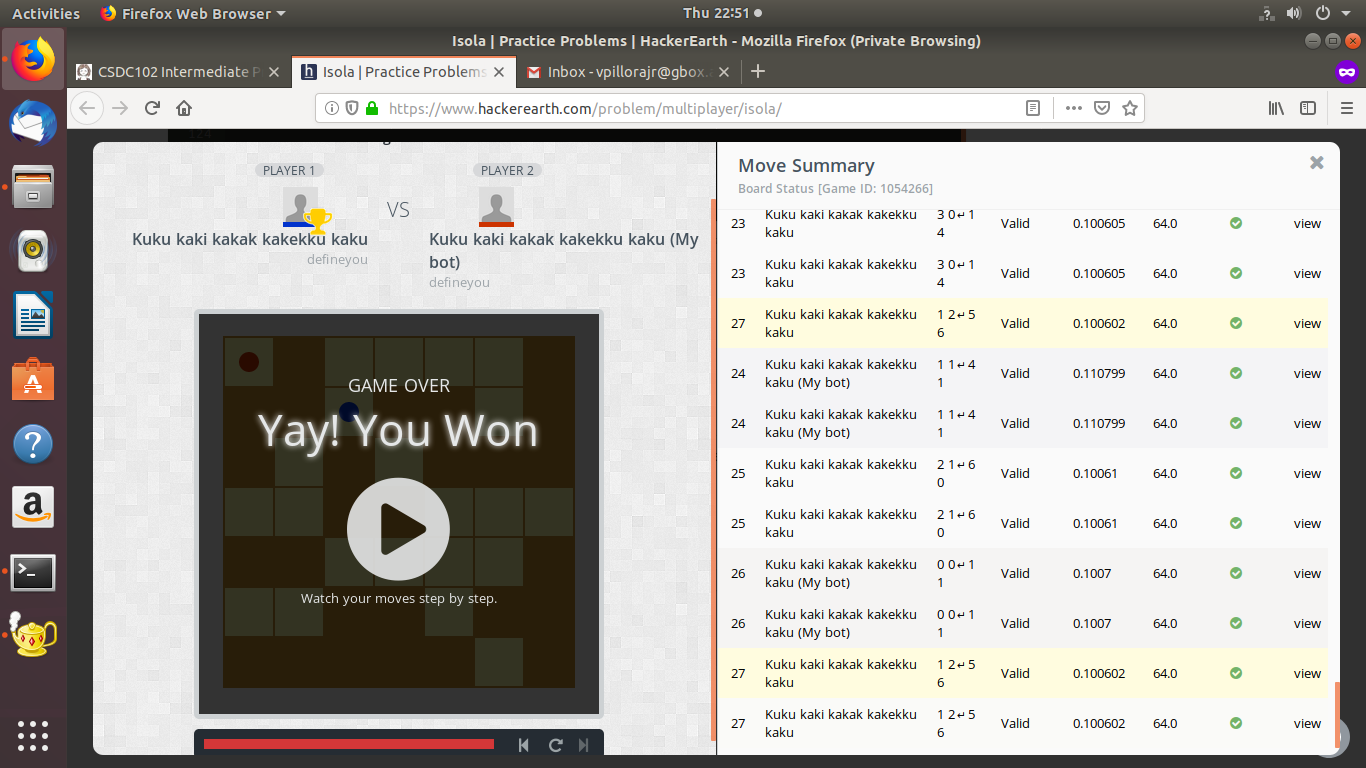 Activities
Firefox Web Browser
Thu 22:51
Isola | Practice Problems | HackerEarth - Mozilla Firefox (Private Browsing)
CSDC102 Intermediate P
Isola | Practice Problems
Inbox - vpillorajr@gbox.
https://www.hackerearth.com/problem/multiplayer/isola/
PLAYER 1
PLAYER 2
VS
Kuku kaki kakak kakekku kaku
defineyou
Kuku kaki kakak kakekku kaku (My
bot)
defineyou
GAME OVER
Yay! You Won
Watch your moves step by step.
Move Summary
Board Status [Game ID: 1054266]
23 Kuku kaki kakak kakekku 3 0↵1 Valid 0.100605 64.0 view
kaku 4
23 Kuku kaki kakak kakekku 3 0↵1 Valid 0.100605 64.0 view
kaku 4
27 Kuku kaki kakak kakekku 1 2↵5 Valid 0.100602 64.0 view
kaku 6
24 Kuku kaki kakak kakekku 1 1↵4 Valid 0.110799 64.0 view
kaku (My bot) 1
24 Kuku kaki kakak kakekku 1 1↵4 Valid 0.110799 64.0 view
kaku (My bot) 1
25 Kuku kaki kakak kakekku 2 1↵6 Valid 0.10061 64.0 view
kaku 0
25 Kuku kaki kakak kakekku 2 1↵6 Valid 0.10061 64.0 view
kaku 0
26 Kuku kaki kakak kakekku 0 0↵1 Valid 0.1007 64.0 view
kaku (My bot) 1
26 Kuku kaki kakak kakekku 0 0↵1 Valid 0.1007 64.0 view
kaku (My bot) 1
27 Kuku kaki kakak kakekku 1 2↵5 Valid 0.100602 64.0 view
kaku 6
27 Kuku kaki kakak kakekku 1 2↵5 Valid 0.100602 64.0 view
kaku 6